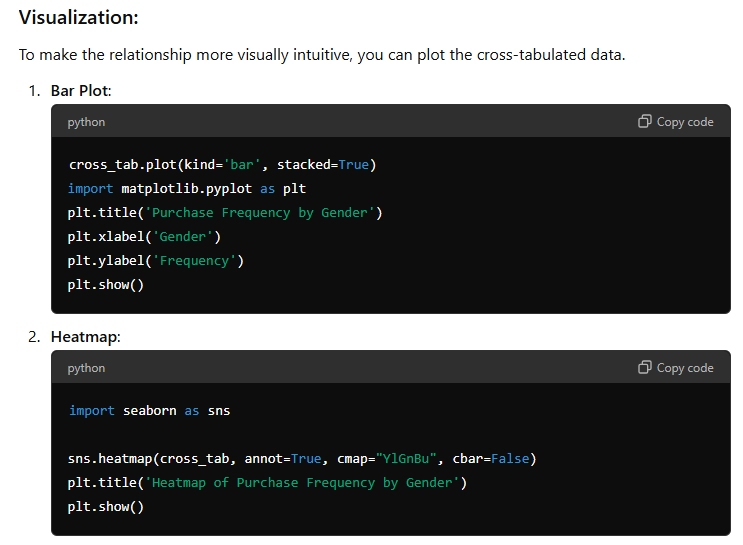 Visualization:
To make the relationship more visually intuitive, you can plot the cross-tabulated data.
1. Bar Plot:
python Copy code
cross_tab.plot(kind='bar', stacked=True)
import matplotlib.pyplot as plt
plt.title('Purchase Frequency by Gender')
plt.xlabel('Gender')
plt.ylabel('Frequency')
plt.show()
2. Heatmap:
python Copy code
import seaborn as sns
sns.heatmap(cross_tab, annot=True, cmap="YlGnBu", cbar=False)
plt.title('Heatmap of Purchase Frequency by Gender')
plt.show()